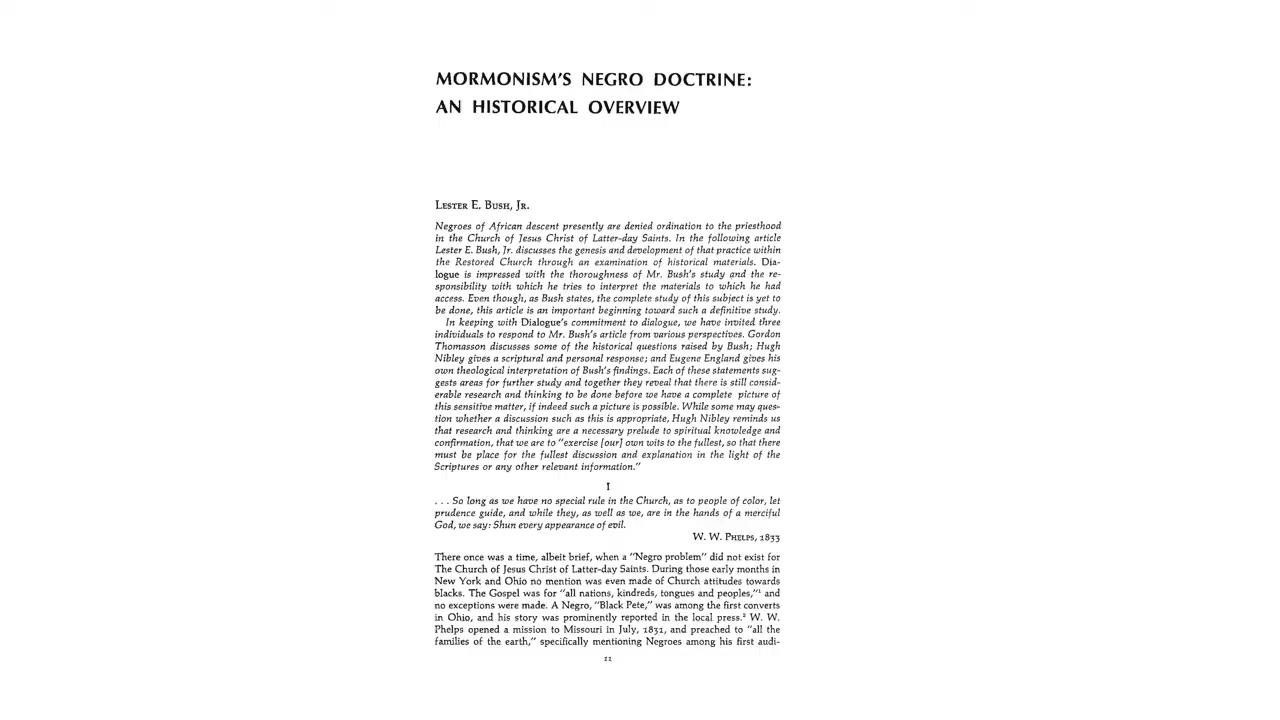 MORMONISM'S NEGRO DOCTRINE:
AN HISTORICAL OVERVIEW
LESTER E. BUSH, JR.
Negroes of African descent presently are denied ordination to the priesthood
in the Church of Jesus Christ of Latter-day Saints. In the following article
Lester E. Bush, Jr. discusses the genesis and development of that practice within
the Restored Church through an examination of historical materials. Dia-
logue is impressed with the thoroughness of Mr. Bush's study and the re-
sponsibility with which he tries to interpret the materials to which he had
access. Even though, as Bush states, the complete study of this subject is yet to
be done, this article is an important beginning toward such a definitive study.
In keeping with Dialogue's commitment to dialogue, we have invited three
individuals to respond to Mr. Bush's article from various perspectives. Gordon
Thomasson discusses some of the historical questions raised by Bush; Hugh
Nibley gives a scriptural and personal response; and Eugene England gives his
own theological interpretation of Bush's findings. Each of these statements sug-
gests areas for further study and together they reveal that there is still consid-
erable research and thinking to be done before we have a complete picture of
this sensitive matter, if indeed such a picture is possible. While some may ques-
tion whether a discussion such as this is appropriate, Hugh Nibley reminds us
that research and thinking are a necessary prelude to spiritual knowledge and
confirmation, that we are to "exercise [our] own wits to the fullest, so that there
must be place for the fullest discussion and explanation in the light of the
Scriptures or any other relevant information."
I
. . . So long as we have no special rule in the Church, as to people of color, let
prudence guide, and while they, as well as we, are in the hands of a merciful
God, we say: Shun every appearance of evil.
W. W. PHELPS, 1833
There once was a time, albeit brief, when a "Negro problem" did not exist for
The Church of Jesus Christ of Latter-day Saints. During those early months in
New York and Ohio no mention was even made of Church attitudes towards
blacks. The Gospel was for "all nations, kindreds, tongues and peoples,"¹ and
no exceptions were made. A Negro, "Black Pete," was among the first converts
in Ohio, and his story was prominently reported in the local press.² W. W.
Phelps opened a mission to Missouri in July, 1831, and preached to "all the
families of the earth," specifically mentioning Negroes among his first audi-
11